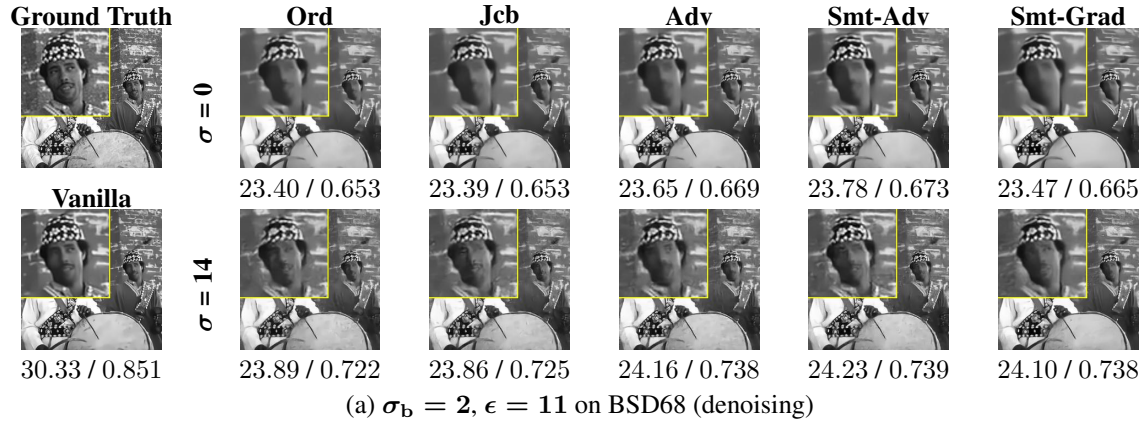 Ground Truth Ord Jcb Adv Smt-Adv Smt-Grad
σ = 0
23.40 / 0.653 23.39 / 0.653 23.65 / 0.669 23.78 / 0.673 23.47 / 0.665
Vanilla
σ = 14
30.33 / 0.851 23.89 / 0.722 23.86 / 0.725 24.16 / 0.738 24.23 / 0.739 24.10 / 0.738
(a) σb = 2, ϵ = 11 on BSD68 (denoising)